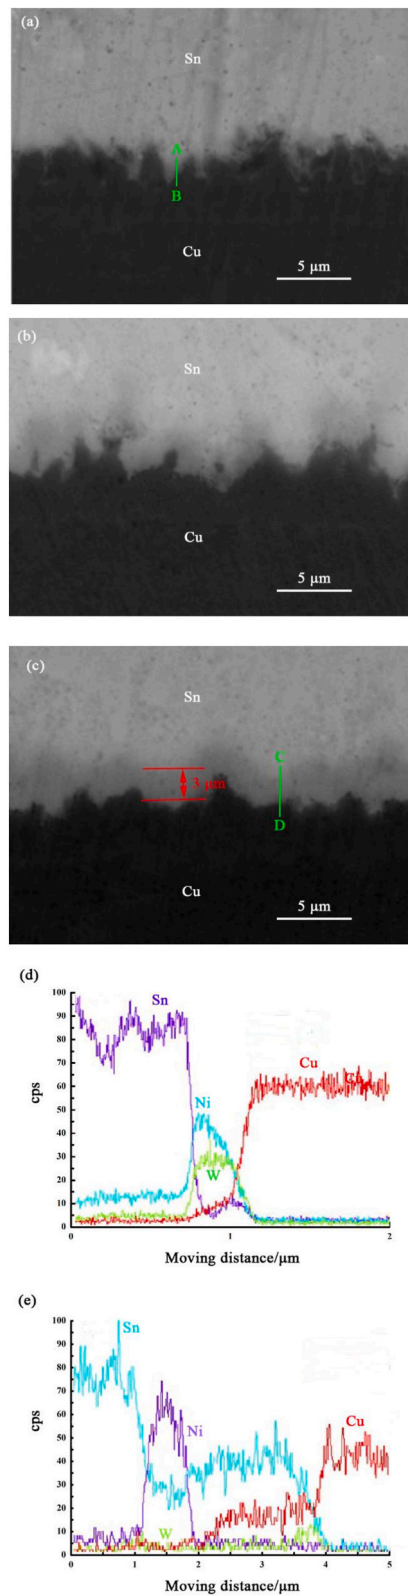 (a)
Sn
A
B
Cu
5 μm
(b)
Sn
Cu
5 μm
(c)
Sn
C
3 μm
D
Cu
5 μm
(d)
100
90
80
70
60
50
40
30
20
10
0
cps
Sn
Ni
W
Cu
Cu
0
1
2
Moving distance/μm
(e)
100
90
80
70
60
50
40
30
20
10
0
cps
Sn
Ni
W
Cu
0
1
2
3
4
5
Moving distance/μm